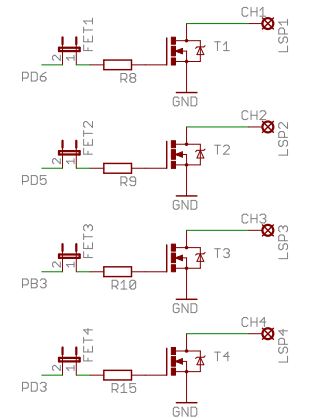 CH1
FET1
LSP1
T1
2 1
PD6
R8
GND
CH2
FET2
LSP2
T2
2 1
PD5
R9
GND
CH3
FET3
LSP3
T3
2 1
PB3
R10
GND
CH4
FET4
LSP4
T4
2 1
PD3
R15
GND